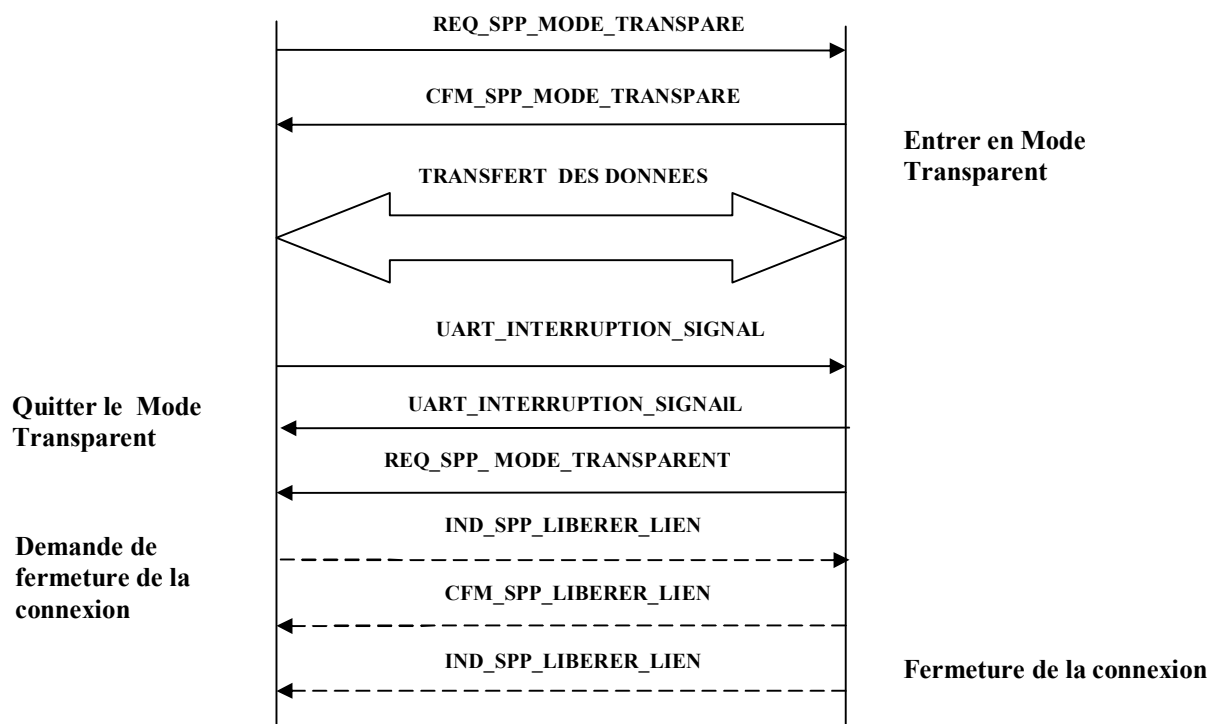 REQ_SPP_MODE_TRANSPARE
CFM_SPP_MODE_TRANSPARE
Entrer en Mode
Transparent
TRANSFERT DES DONNEES
UART_INTERRUPTION_SIGNAL
Quitter le Mode
Transparent
UART_INTERRUPTION_SIGNAlL
REQ_SPP_ MODE_TRANSPARENT
IND_SPP_LIBERER_LIEN
Demande de
fermeture de la
connexion
CFM_SPP_LIBERER_LIEN
IND_SPP_LIBERER_LIEN
Fermeture de la connexion